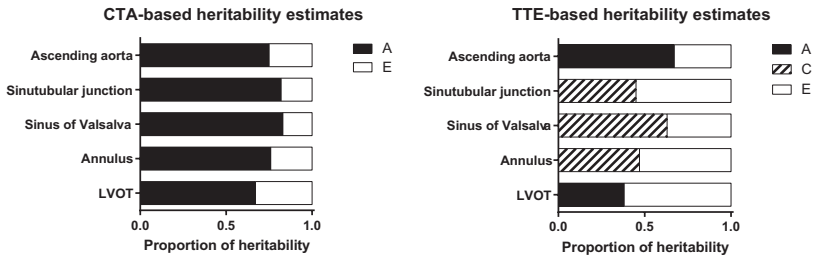 CTA-based heritability estimates
Ascending aorta
Sinutubular junction
Sinus of Valsalva
Annulus
LVOT
0.0 0.5 1.0
Proportion of heritability
A
E
TTE-based heritability estimates
Ascending aorta
Sinutubular junction
Sinus of Valsalva
Annulus
LVOT
0.0 0.5 1.0
Proportion of heritability
A
C
E